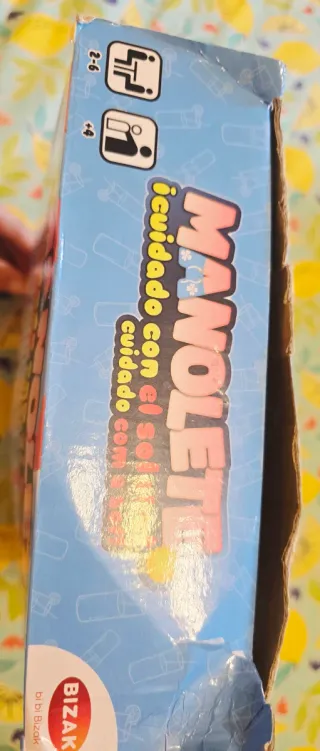 2-6
+4
MANOLETE
¡cuidado con el
cuidado con
BIZAK
bi bi Bizak